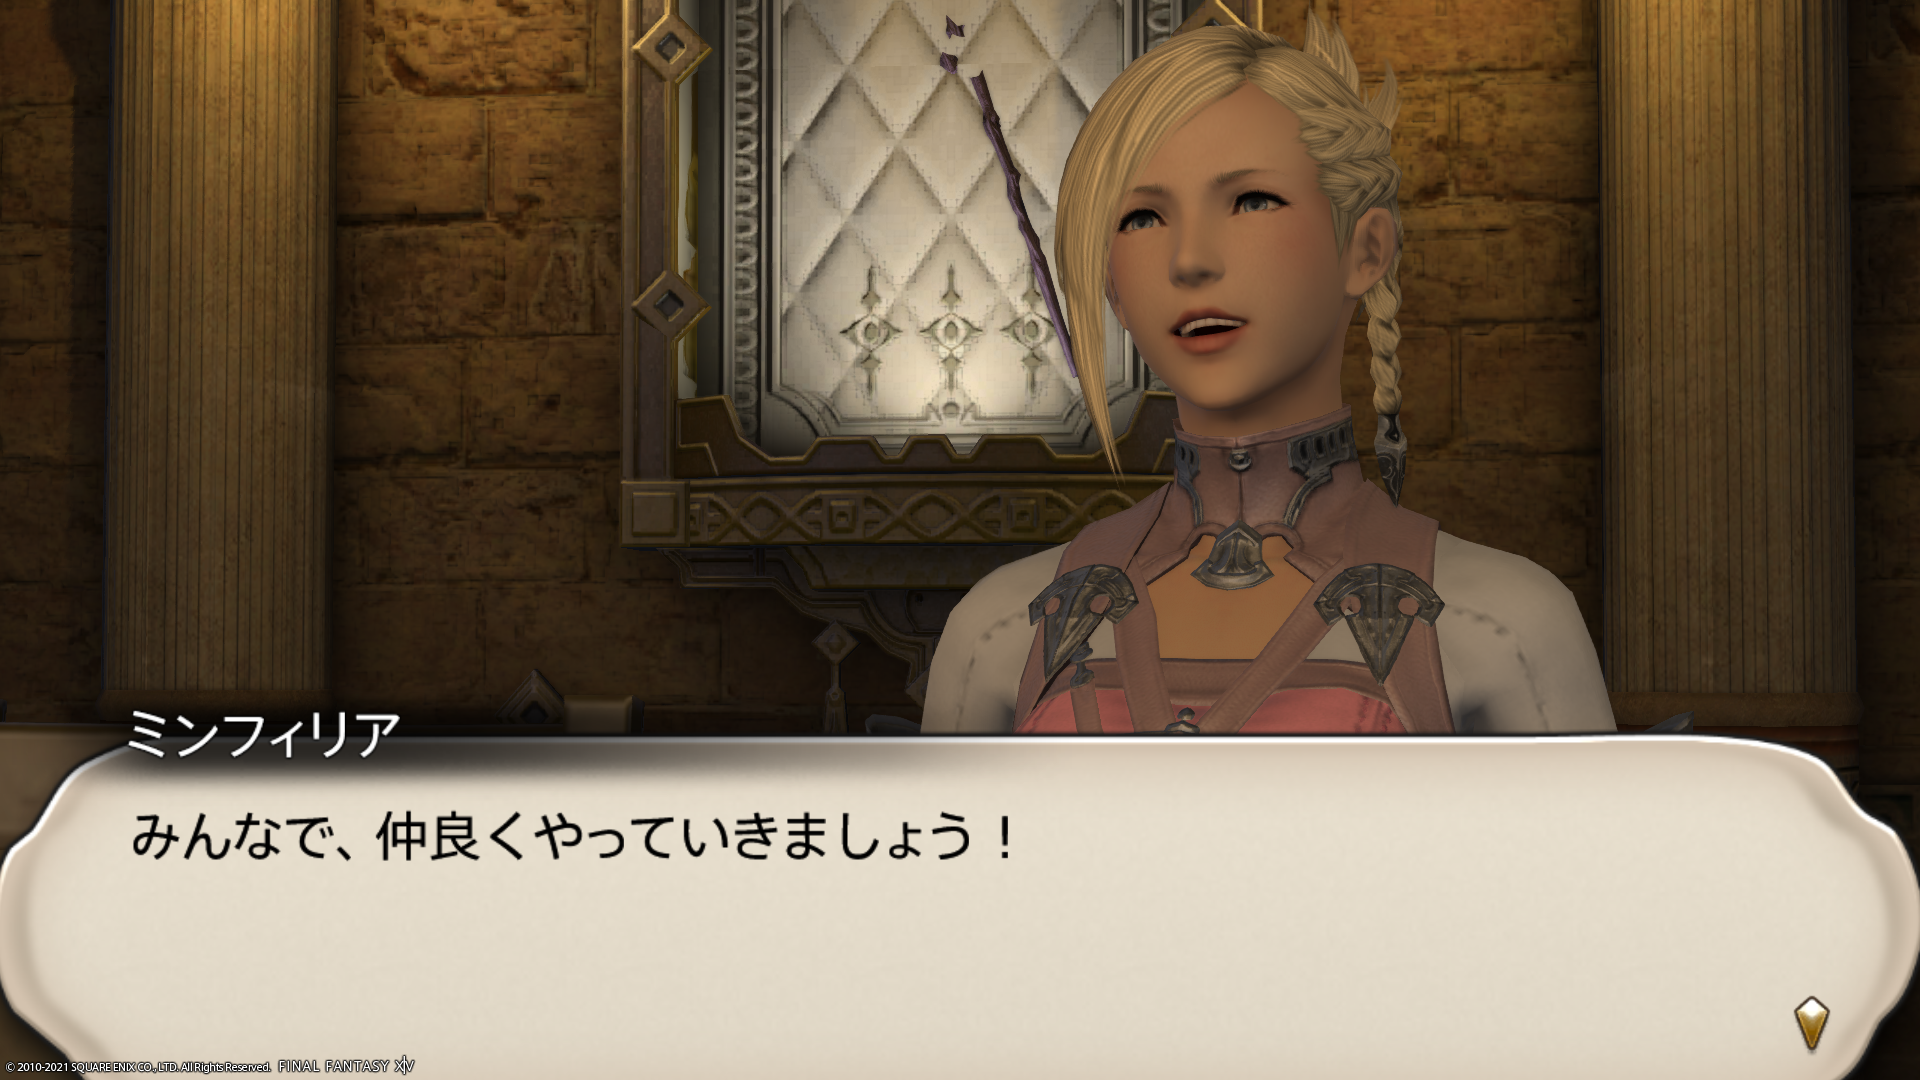 ミンフィリア
みんなで、仲良くやっていきましょう！
© 2010-2021 SQUARE ENIX CO., LTD. All Rights Reserved. FINAL FANTASY XIV